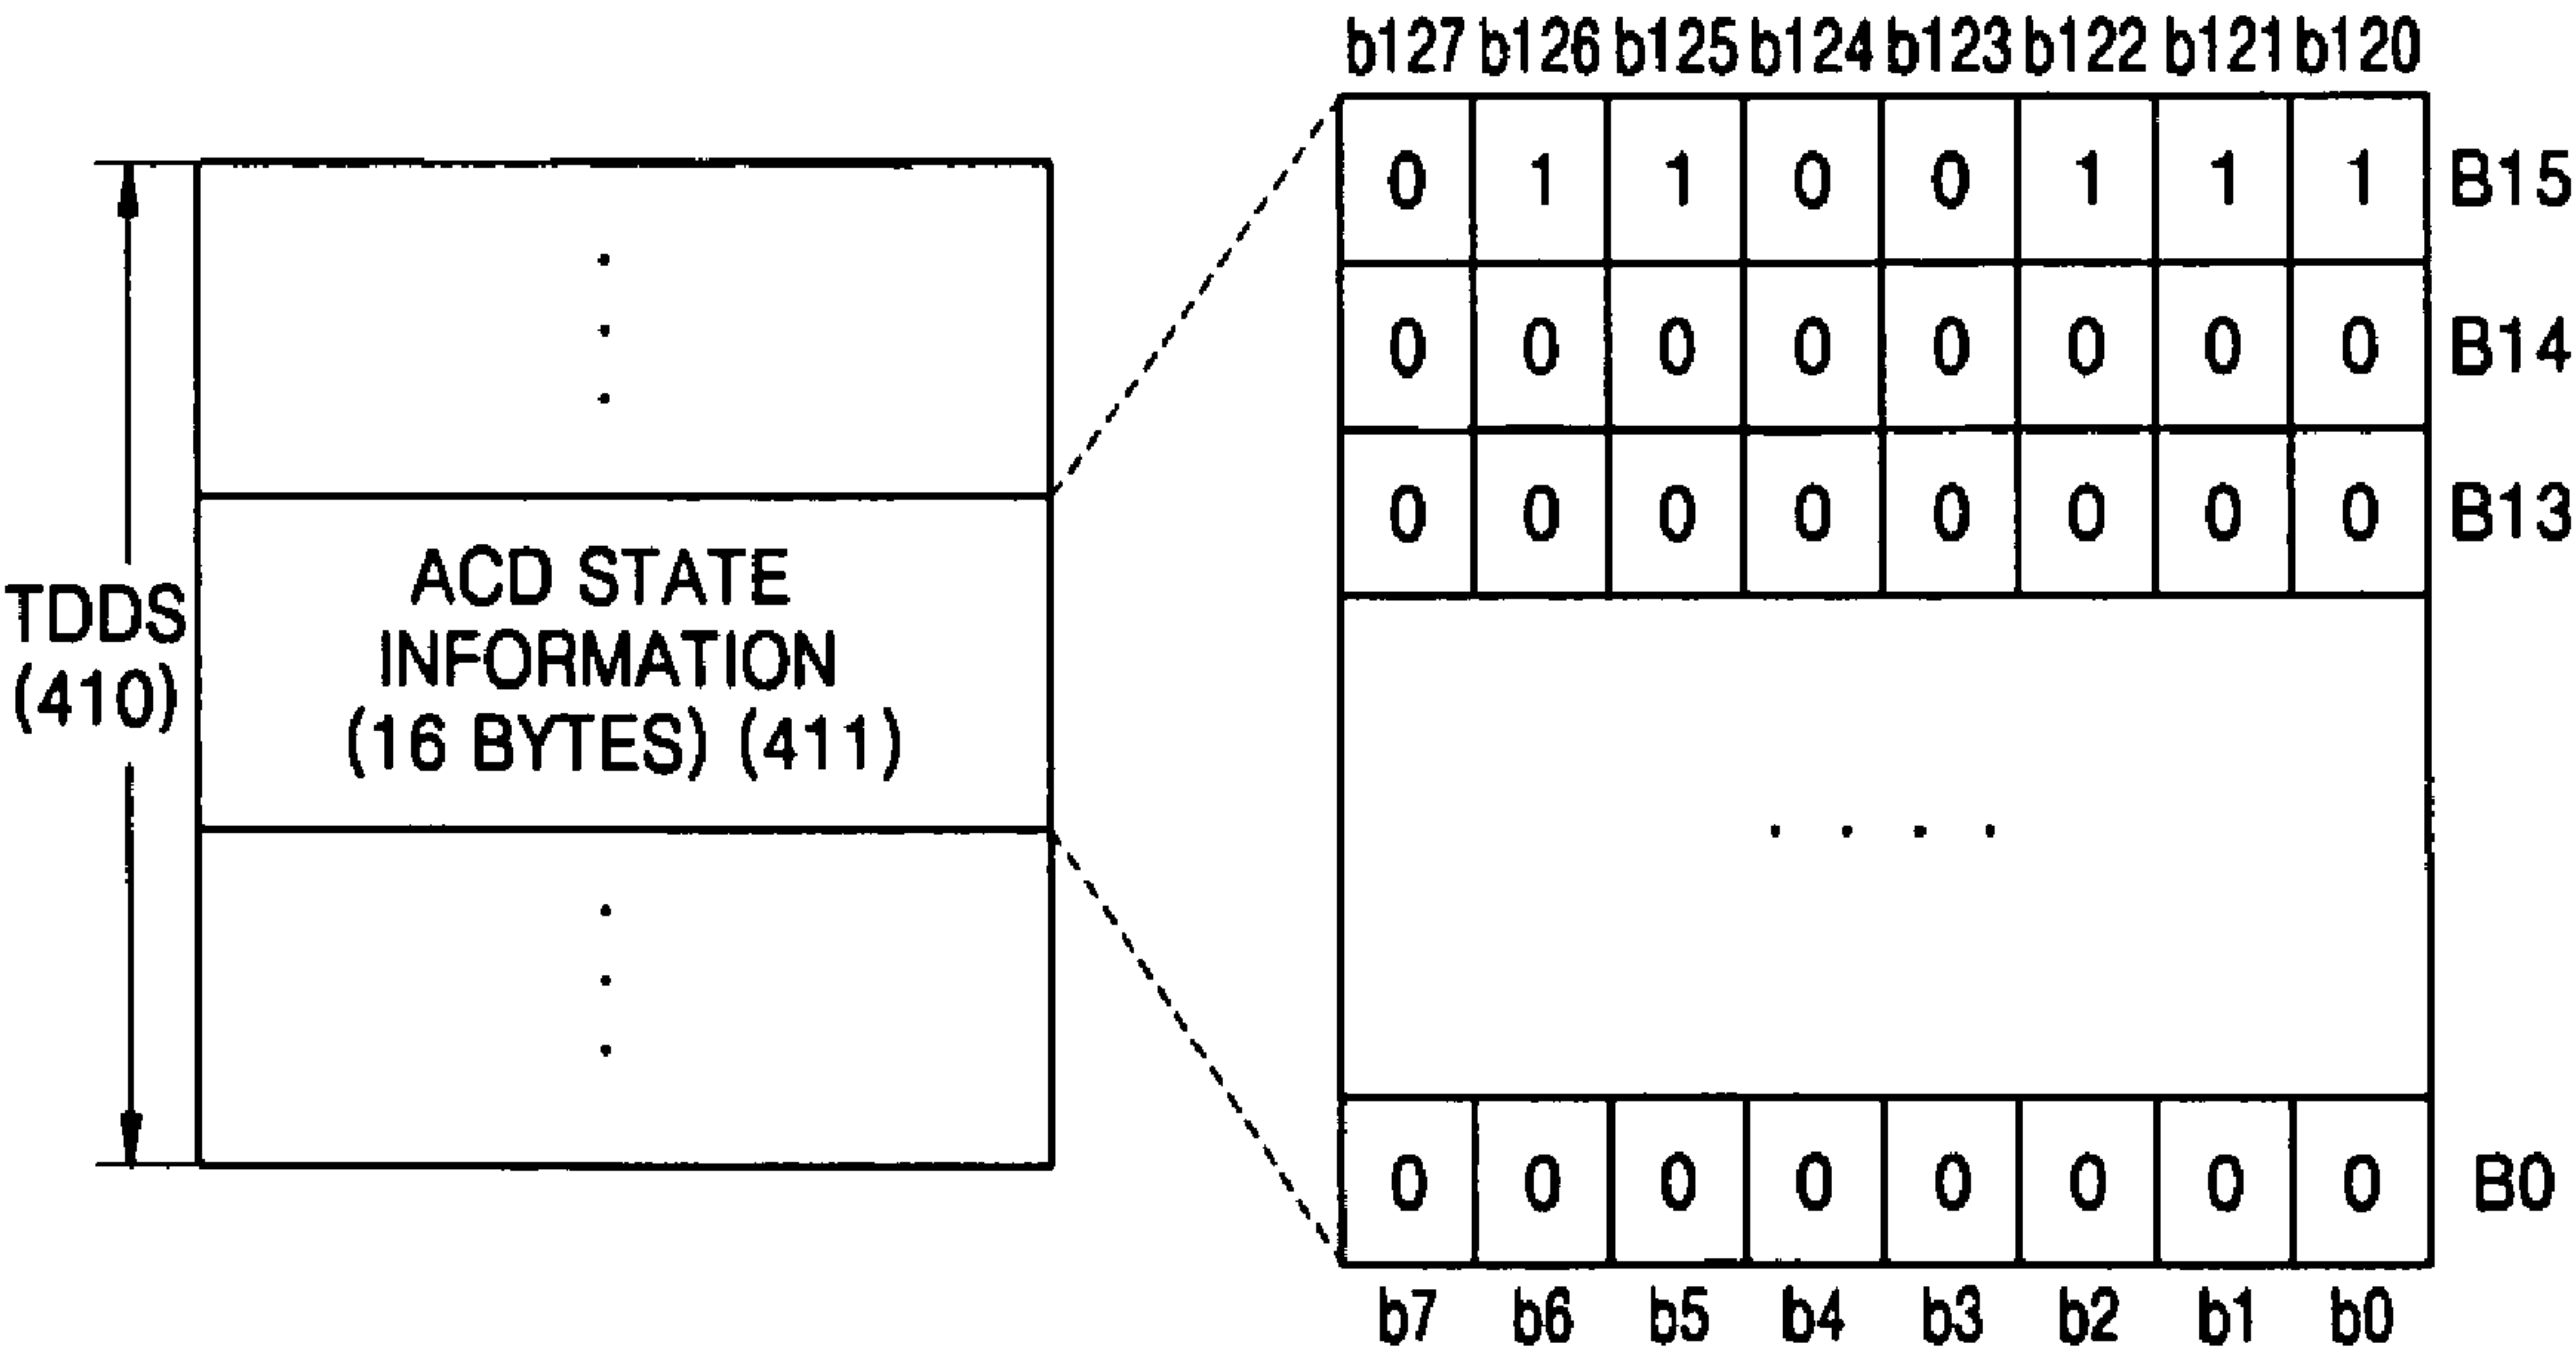 b127 b126 b125 b124 b123 b122 b121 b120
0 1 1 0 0 1 1 1 B15
0 0 0 0 0 0 0 0 B14
0 0 0 0 0 0 0 0 B13
TDDS
(410)
ACD STATE
INFORMATION
(16 BYTES) (411)
0 0 0 0 0 0 0 0 B0
b7 b6 b5 b4 b3 b2 b1 b0